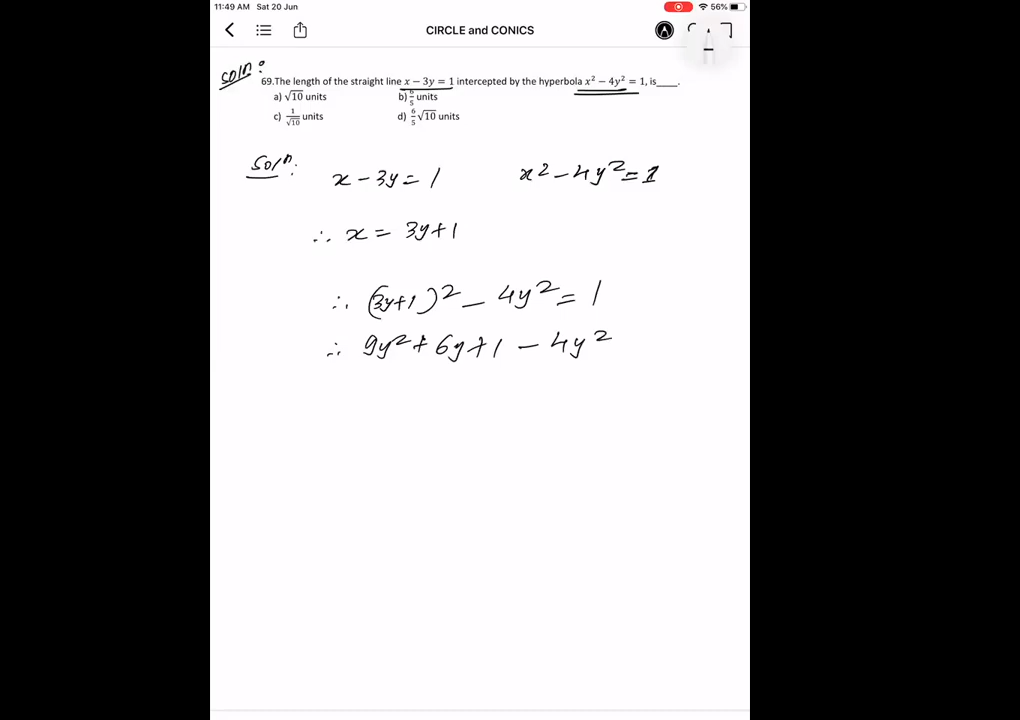 11:49 AM Sat 20 Jun 56%
CIRCLE and CONICS
Soln:
69.The length of the straight line x − 3y = 1 intercepted by the hyperbola x² − 4y² = 1, is____.
a) √10 units b) 6/5 units
c) 1/√10 units d) 6/5 √10 units
Soln:
x − 3y = 1 x² − 4y² = 1
∴ x = 3y + 1
∴ (3y+1)² − 4y² = 1
∴ 9y² + 6y + 1 − 4y²